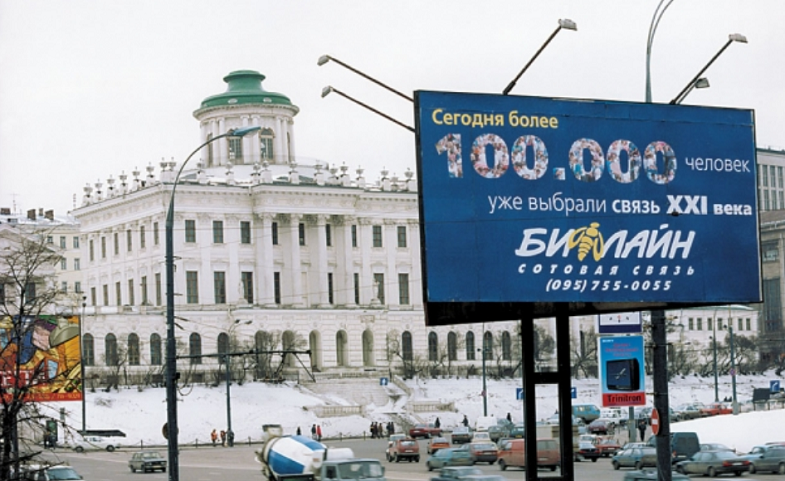 Сегодня более
100.000 человек
уже выбрали связь XXI века
БИЛАЙН
СОТОВАЯ СВЯЗЬ
(095) 755-0055
Trinitron